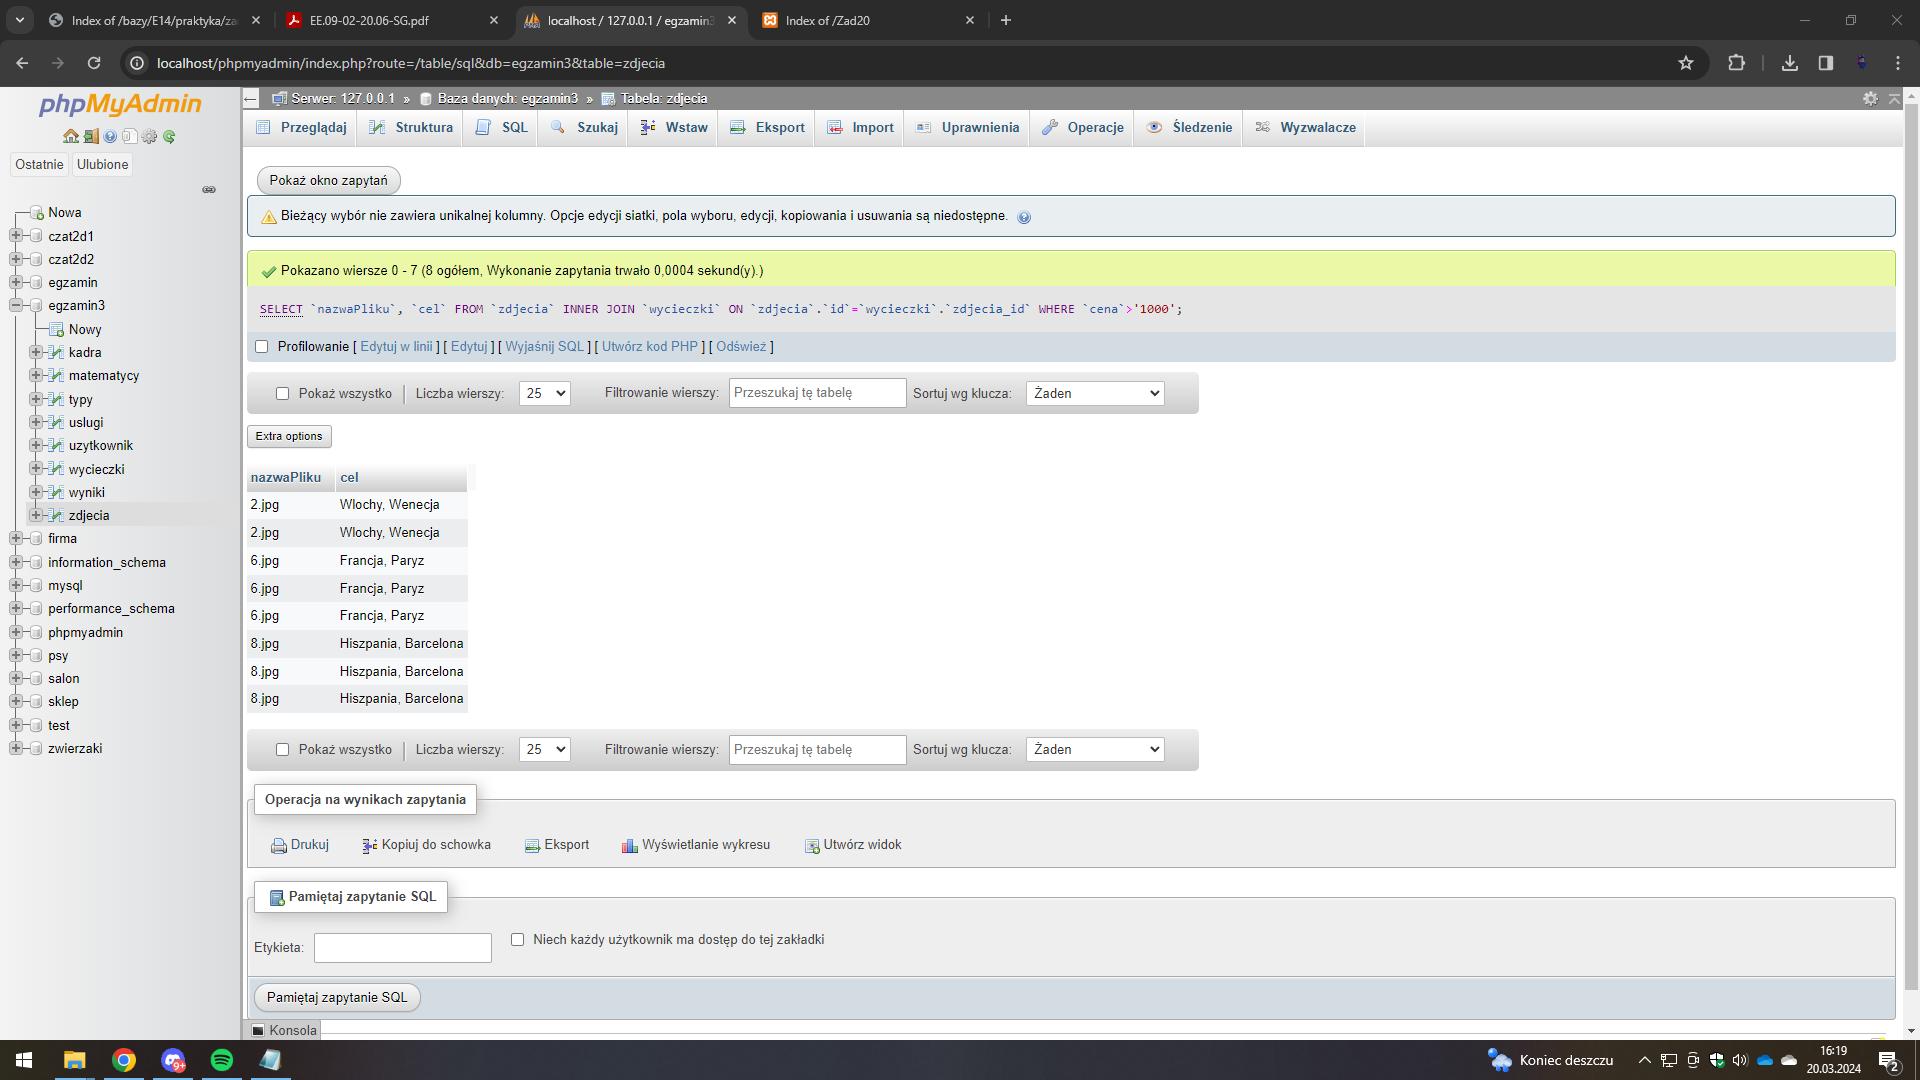 Index of /bazy/E14/praktyka/za
EE.09-02-20.06-SG.pdf
localhost / 127.0.0.1 / egzamin3
Index of /Zad20
localhost/phpmyadmin/index.php?route=/table/sql&db=egzamin3&table=zdjecia
phpMyAdmin
Ostatnie
Ulubione
Nowa
czat2d1
czat2d2
egzamin
egzamin3
Nowy
kadra
matematycy
typy
uslugi
uzytkownik
wycieczki
wyniki
zdjecia
firma
information_schema
mysql
performance_schema
phpmyadmin
psy
salon
sklep
test
zwierzaki
Serwer: 127.0.0.1 » Baza danych: egzamin3 » Tabela: zdjecia
Przeglądaj Struktura SQL Szukaj Wstaw Eksport Import Uprawnienia Operacje Śledzenie Wyzwalacze
Pokaż okno zapytań
Bieżący wybór nie zawiera unikalnej kolumny. Opcje edycji siatki, pola wyboru, edycji, kopiowania i usuwania są niedostępne.
Pokazano wiersze 0 - 7 (8 ogółem, Wykonanie zapytania trwało 0,0004 sekund(y).)
SELECT `nazwaPliku`, `cel` FROM `zdjecia` INNER JOIN `wycieczki` ON `zdjecia`.`id`=`wycieczki`.`zdjecia_id` WHERE `cena`>'1000';
Profilowanie [ Edytuj w linii ] [ Edytuj ] [ Wyjaśnij SQL ] [ Utwórz kod PHP ] [ Odśwież ]
Pokaż wszystko | Liczba wierszy: 25 Filtrowanie wierszy: Przeszukaj tę tabelę Sortuj wg klucza: Żaden
Extra options
nazwaPliku cel
2.jpg Wlochy, Wenecja
2.jpg Wlochy, Wenecja
6.jpg Francja, Paryz
6.jpg Francja, Paryz
6.jpg Francja, Paryz
8.jpg Hiszpania, Barcelona
8.jpg Hiszpania, Barcelona
8.jpg Hiszpania, Barcelona
Pokaż wszystko | Liczba wierszy: 25 Filtrowanie wierszy: Przeszukaj tę tabelę Sortuj wg klucza: Żaden
Operacja na wynikach zapytania
Drukuj Kopiuj do schowka Eksport Wyświetlanie wykresu Utwórz widok
Pamiętaj zapytanie SQL
Etykieta: Niech każdy użytkownik ma dostęp do tej zakładki
Pamiętaj zapytanie SQL
Konsola
9+
Koniec deszczu
16:19
20.03.2024
2